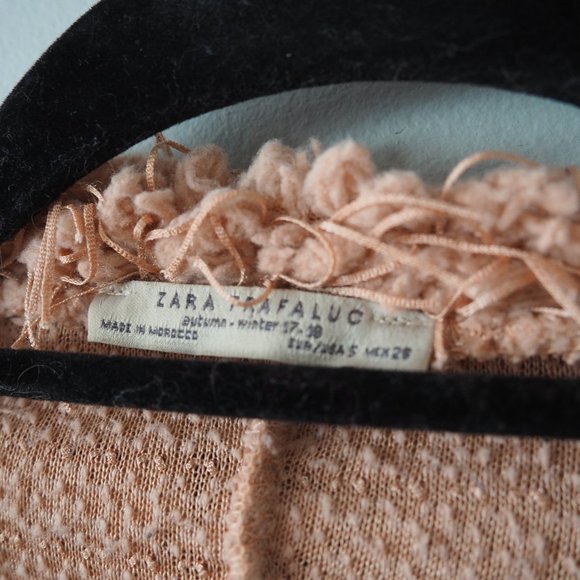 ZARA TRAFALUC
autumn - winter 17-18
MADE IN MOROCCO EUR/USA S MEX 26